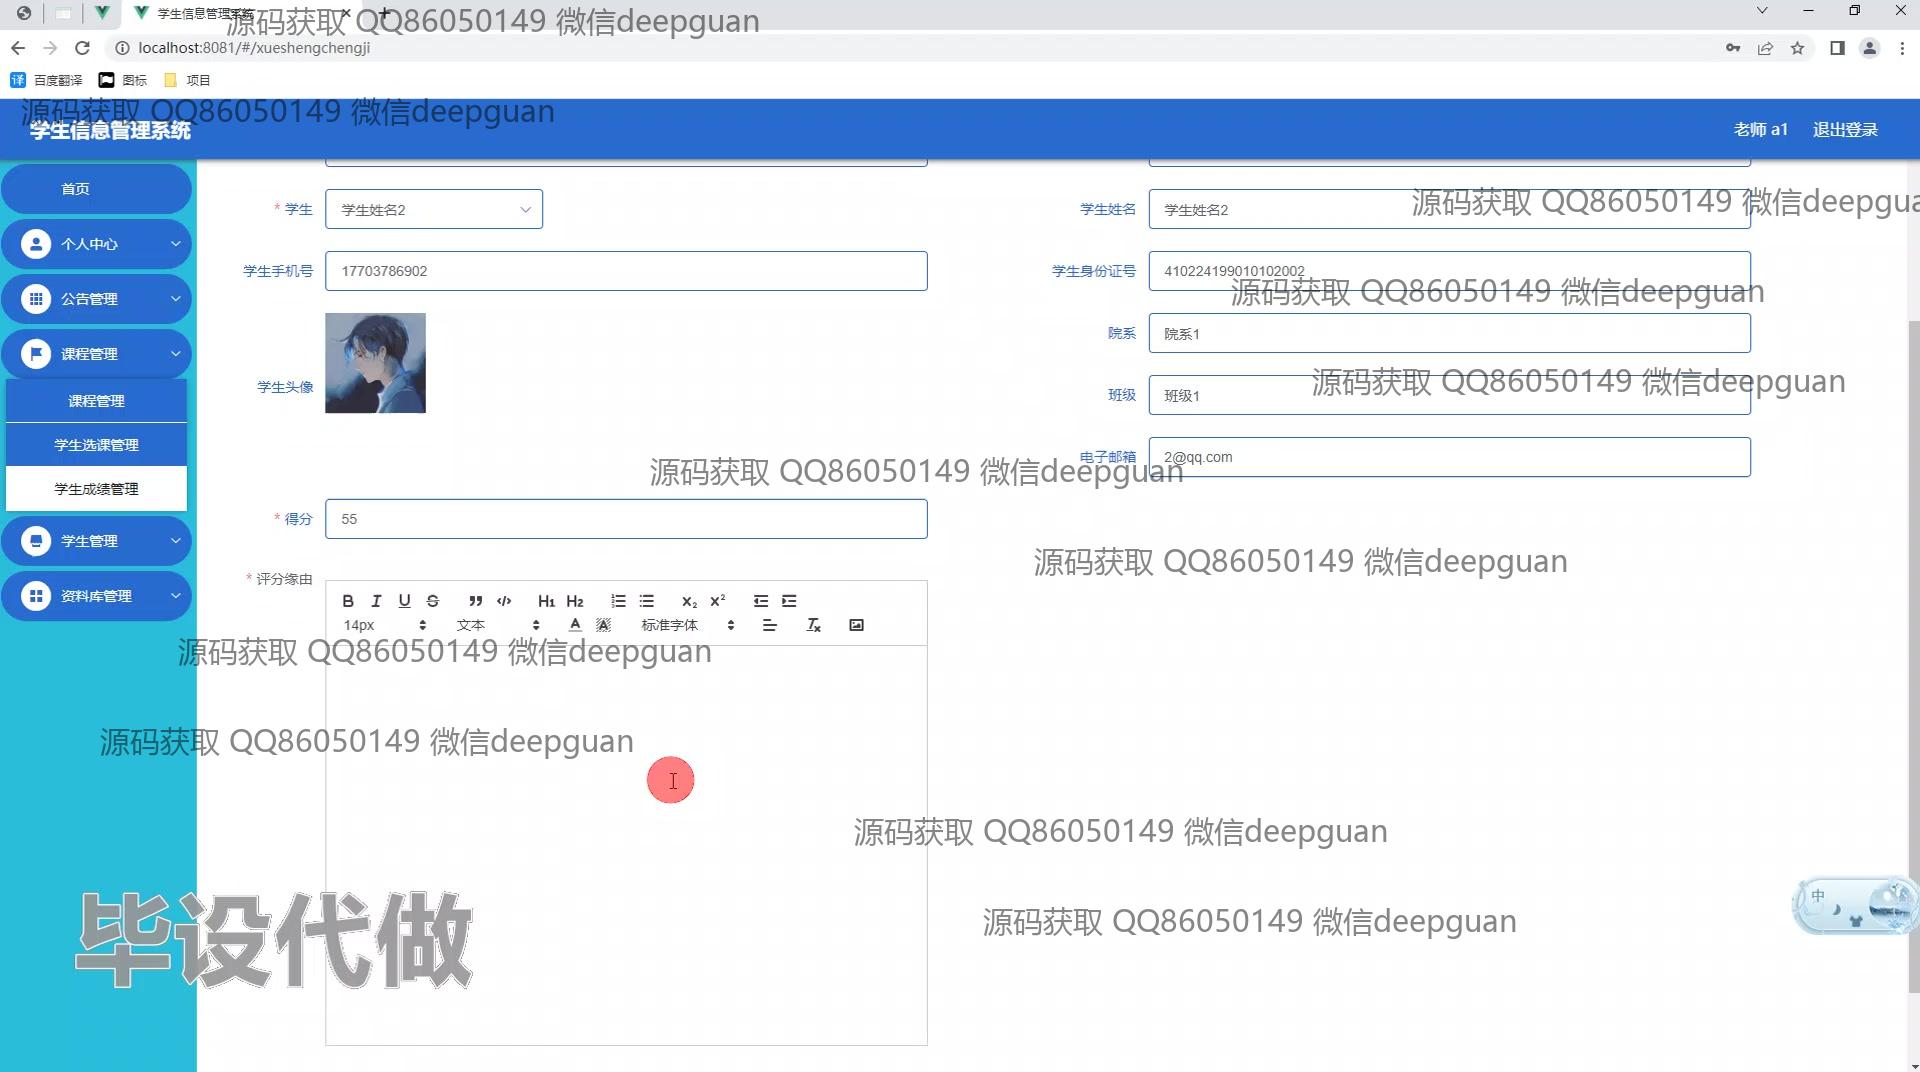 学生信息管理系统
源码获取 QQ86050149 微信deepguan
localhost:8081/#/xueshengchengji
百度翻译 图标 项目
源码获取 QQ86050149 微信deepguan
学生信息管理系统
老师 a1 退出登录
首页
个人中心
公告管理
课程管理
课程管理
学生选课管理
学生成绩管理
学生管理
资料库管理
* 学生 学生姓名2
学生姓名 学生姓名2
源码获取 QQ86050149 微信deepgua
学生手机号 17703786902
学生身份证号 410224199010102002
源码获取 QQ86050149 微信deepguan
学生头像
院系 院系1
源码获取 QQ86050149 微信deepguan
班级 班级1
电子邮箱 2@qq.com
源码获取 QQ86050149 微信deepguan
* 得分 55
源码获取 QQ86050149 微信deepguan
* 评分缘由
B I U S H1 H2 x2 x2
14px 文本 A A 标准字体 Tx
源码获取 QQ86050149 微信deepguan
源码获取 QQ86050149 微信deepguan
源码获取 QQ86050149 微信deepguan
中
源码获取 QQ86050149 微信deepguan
毕设代做